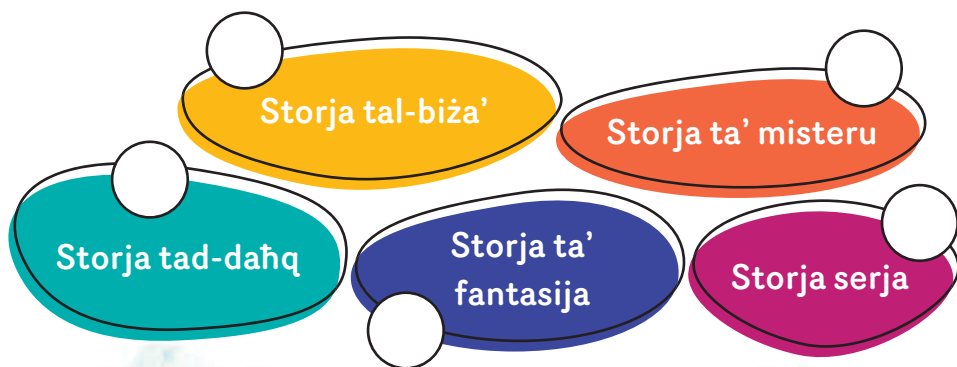 Storja tal-biża’
Storja ta’ misteru
Storja tad-daħq
Storja ta’
fantasija
Storja serja